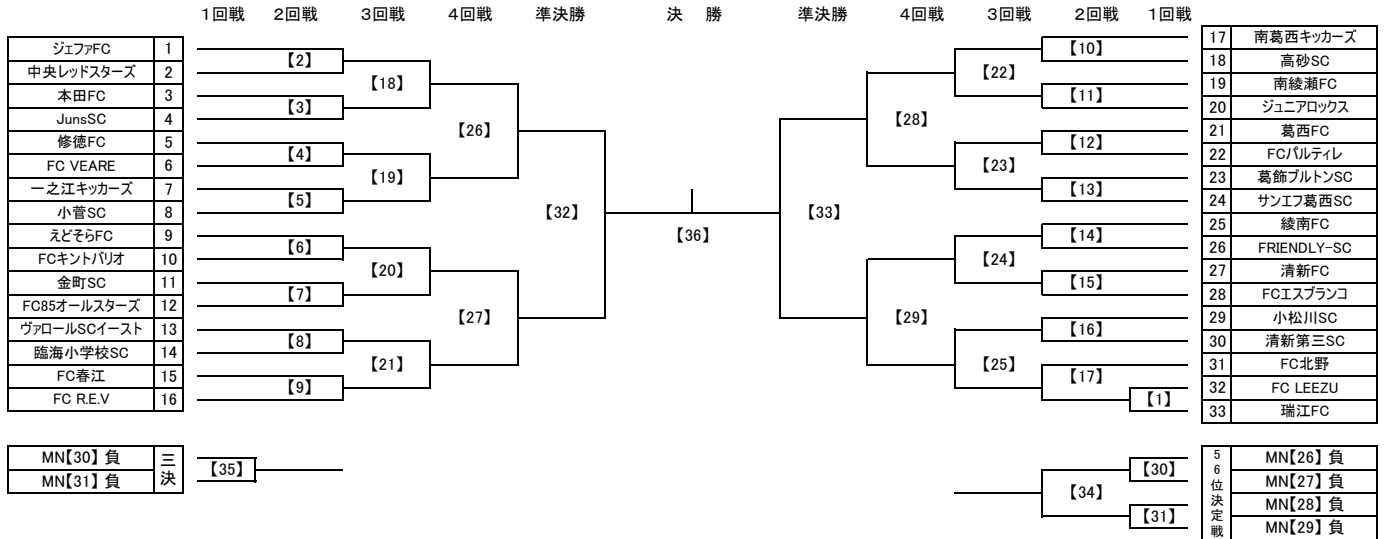 1回戦 2回戦 3回戦 4回戦 準決勝 決 勝 準決勝 4回戦 3回戦 2回戦 1回戦
ジェファFC 1
中央レッドスターズ 2
本田FC 3
JunsSC 4
修徳FC 5
FC VEARE 6
一之江キッカーズ 7
小菅SC 8
えどそらFC 9
FCキントバリオ 10
金町SC 11
FC85オールスターズ 12
ヴァロールSCイースト 13
臨海小学校SC 14
FC春江 15
FC R.E.V 16
【2】
【3】
【4】
【5】
【6】
【7】
【8】
【9】
【18】
【19】
【20】
【21】
【26】
【27】
【32】
【36】
【33】
【28】
【29】
【22】
【23】
【24】
【25】
【10】
【11】
【12】
【13】
【14】
【15】
【16】
【17】
【1】
17 南葛西キッカーズ
18 高砂SC
19 南綾瀬FC
20 ジュニアロックス
21 葛西FC
22 FCパルティレ
23 葛飾ブルトンSC
24 サンエフ葛西SC
25 綾南FC
26 FRIENDLY-SC
27 清新FC
28 FCエスブランコ
29 小松川SC
30 清新第三SC
31 FC北野
32 FC LEEZU
33 瑞江FC
MN【30】 負
MN【31】 負
三決
【35】
【34】
【30】
【31】
56位決定戦
MN【26】 負
MN【27】 負
MN【28】 負
MN【29】 負